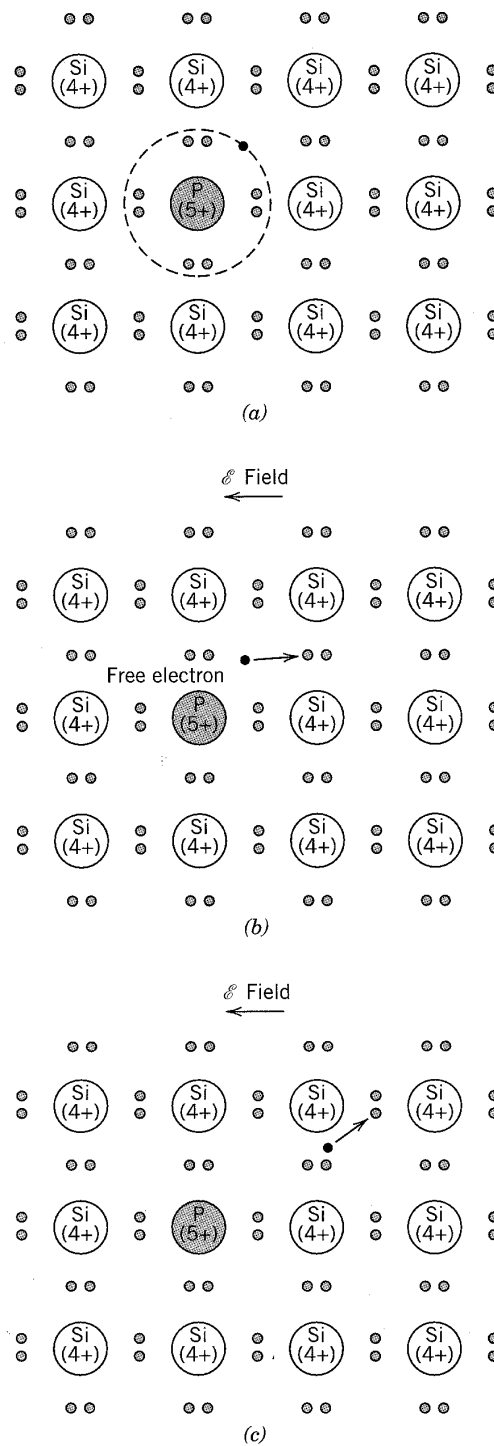 Si Si Si Si
(4+) (4+) (4+) (4+)
Si P Si Si
(4+) (5+) (4+) (4+)
Si Si Si Si
(4+) (4+) (4+) (4+)
(a)
ℰ Field
Si Si Si Si
(4+) (4+) (4+) (4+)
Free electron
Si P Si Si
(4+) (5+) (4+) (4+)
Si Si Si Si
(4+) (4+) (4+) (4+)
(b)
ℰ Field
Si Si Si Si
(4+) (4+) (4+) (4+)
Si P Si Si
(4+) (5+) (4+) (4+)
Si Si Si Si
(4+) (4+) (4+) (4+)
(c)